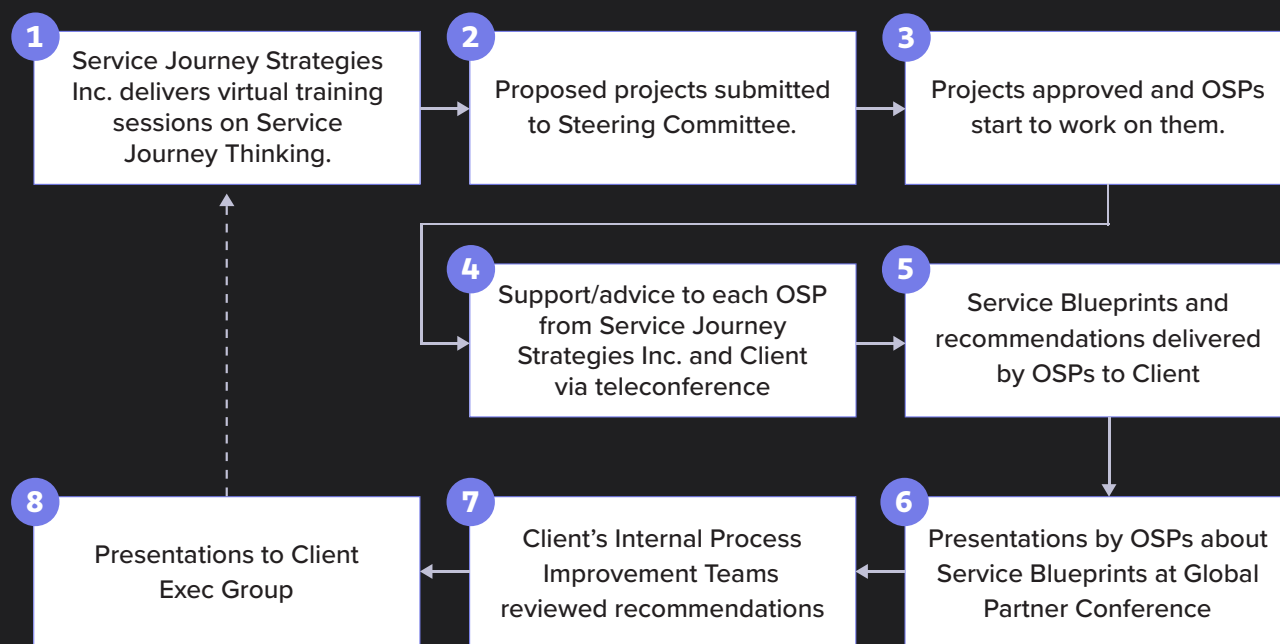 1
Service Journey Strategies
Inc. delivers virtual training
sessions on Service
Journey Thinking.
2
Proposed projects submitted
to Steering Committee.
3
Projects approved and OSPs
start to work on them.
4
Support/advice to each OSP
from Service Journey
Strategies Inc. and Client
via teleconference
5
Service Blueprints and
recommendations delivered
by OSPs to Client
8
Presentations to Client
Exec Group
7
Client’s Internal Process
Improvement Teams
reviewed recommendations
6
Presentations by OSPs about
Service Blueprints at Global
Partner Conference